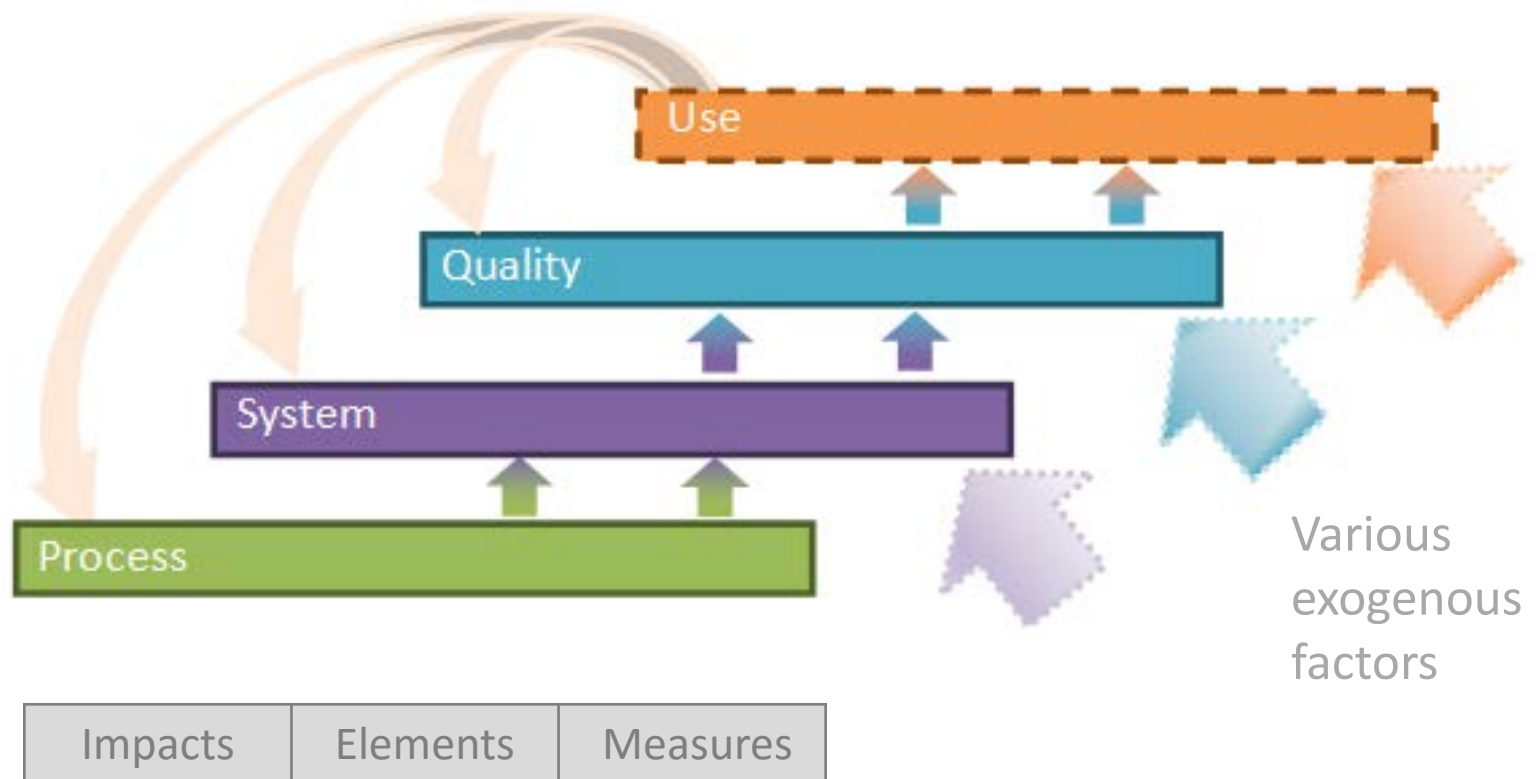 Use
Quality
System
Process
Various
exogenous
factors
Impacts Elements Measures